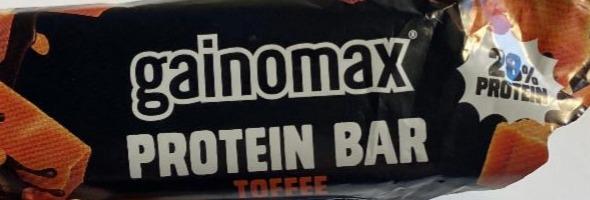 gainomax®
28%
PROTEIN
PROTEIN BAR
TOFFEE